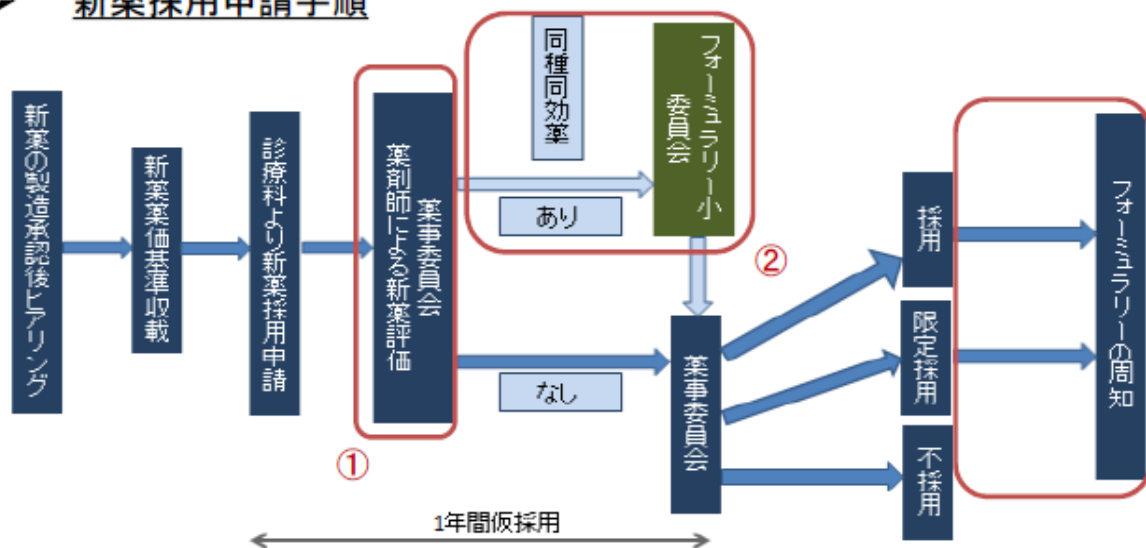 新薬採用申請手順
新薬の製造承認後ヒアリング
新薬薬価基準収載
診療科より新薬採用申請
薬事委員会
薬剤師による新薬評価
①
同種同効薬
あり
なし
フォーミュラリー小
委員会
②
薬事委員会
採用
限定採用
不採用
フォーミュラリーの周知
1年間仮採用